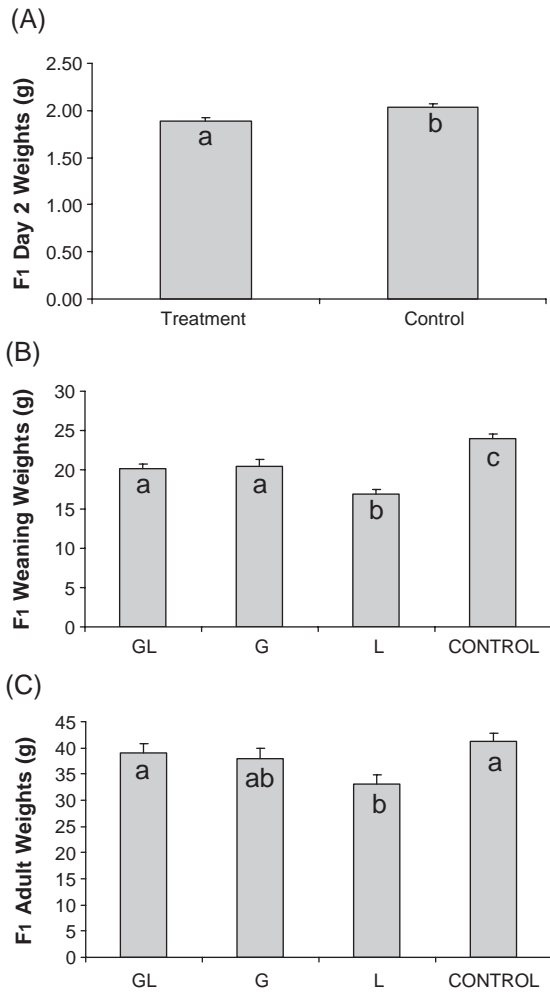 (A)
F1 Day 2 Weights (g)
2.50
2.00
1.50
1.00
0.50
0.00
a
b
Treatment
Control
(B)
F1 Weaning Weights (g)
30
25
20
15
10
5
0
a
a
b
c
GL
G
L
CONTROL
(C)
F1 Adult Weights (g)
45
40
35
30
25
20
15
10
5
0
a
ab
b
a
GL
G
L
CONTROL